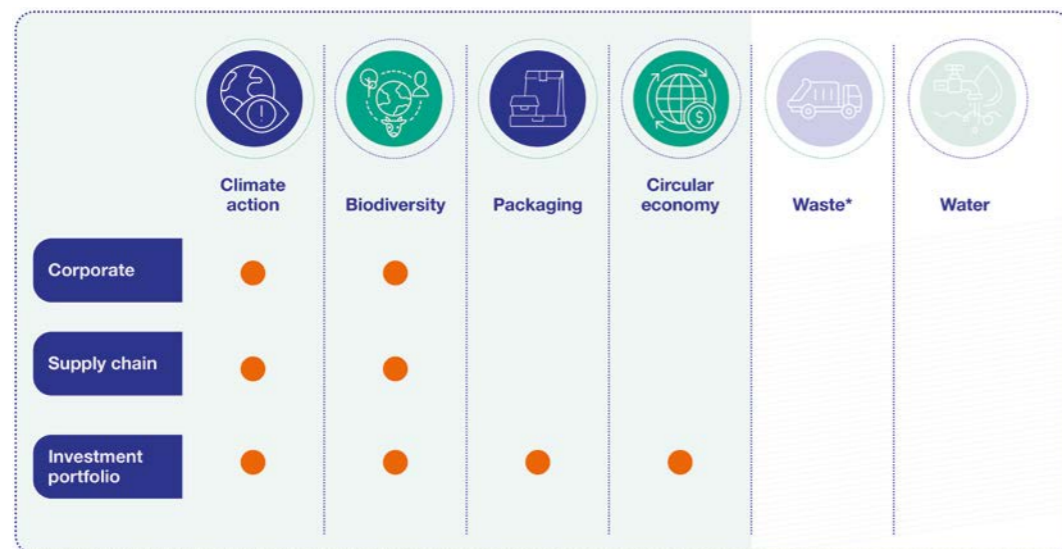 Climate
action
Biodiversity
Packaging
Circular
economy
Waste*
Water
Corporate
Supply chain
Investment
portfolio